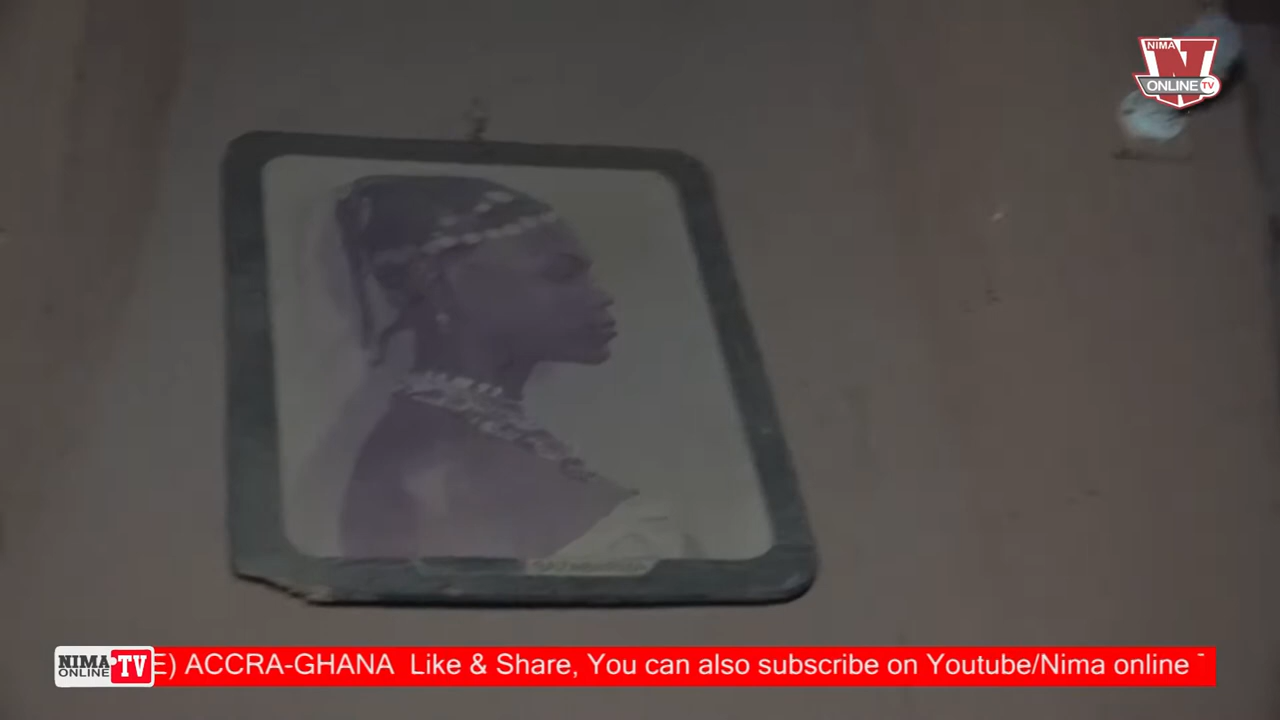 NIMA
N
ONLINE TV
NIMA
ONLINE TV
E) ACCRA-GHANA Like & Share, You can also subscribe on Youtube/Nima online